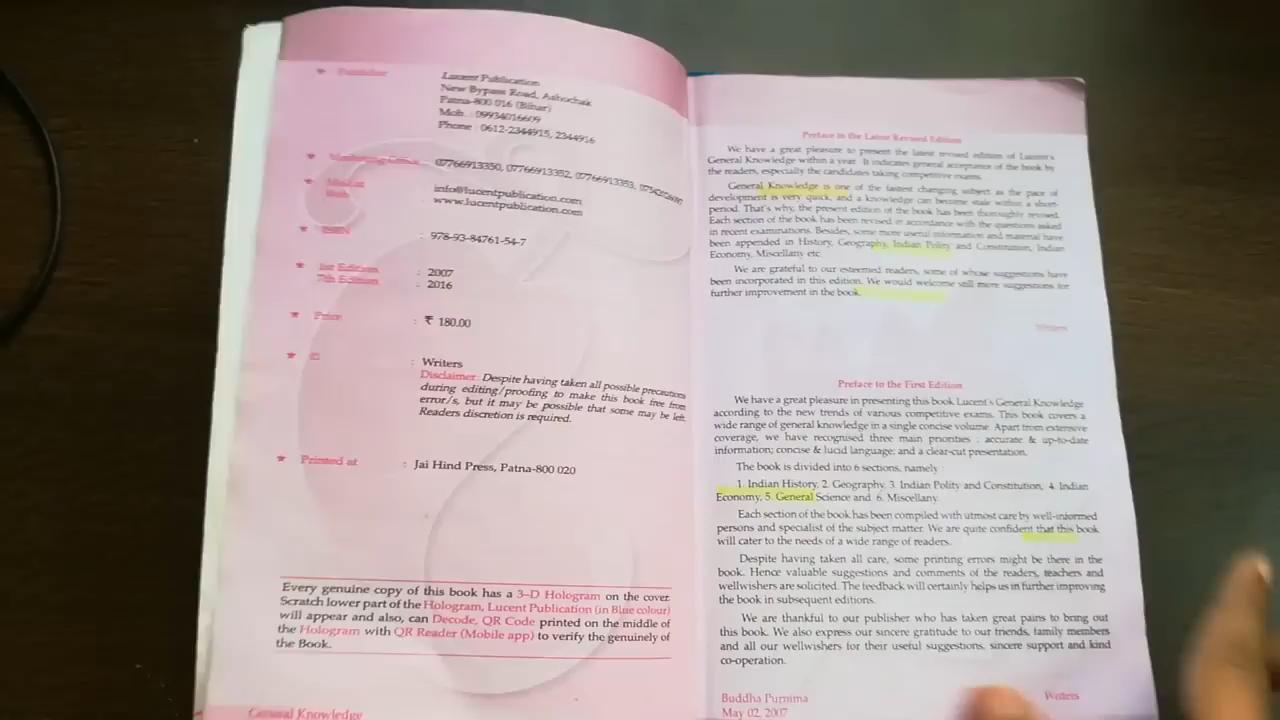 Publisher
Lucent Publication
New Bypass Road, Ashochak
Patna-800 016 (Bihar)
Mob. : 09934016609
Phone : 0612-2344915, 2344916
Marketing : 07766913350, 07766913352, 07766913353,
info@lucentpublication.com
Web : www.lucentpublication.com
ISBN : 978-93-84761-54-7
1st Edition : 2007
7th Edition : 2016
Price : ₹ 180.00
© : Writers
Disclaimer: Despite having taken all possible precautions
during editing/proofing to make this book free from
error/s, but it may be possible that some may be left.
Readers discretion is required.
Printed at : Jai Hind Press, Patna-800 020
Every genuine copy of this book has a 3-D Hologram on the cover.
Scratch lower part of the Hologram, Lucent Publication (in Blue colour)
will appear and also, can Decode, QR Code printed on the middle of
the Hologram with QR Reader (Mobile app) to verify the genuinely of
the Book.
General Knowledge
Preface to the Latest Revised Edition
We have a great pleasure to present the latest revised edition of Lucent's
General Knowledge within a year. It indicates general acceptance of the book by
the readers, especially the candidates taking competitive exams.
General Knowledge is one of the fastest changing subject as the pace of
development is very quick, and a knowledge can become stale within a short-
period. That's why, the present edition of the book has been thoroughly revised.
Each section of the book has been revised in accordance with the questions asked
in recent examinations. Besides, some more useful information and material have
been appended in History, Geography, Indian Polity and Constitution, Indian
Economy, Miscellany etc.
We are grateful to our esteemed readers, some of whose suggestions have
been incorporated in this edition. We would welcome still more suggestions for
further improvement in the book.
Writers
Preface to the First Edition
We have a great pleasure in presenting this book Lucent's General Knowledge
according to the new trends of various competitive exams. This book covers a
wide range of general knowledge in a single concise volume. Apart from extensive
coverage, we have recognised three main priorities : accurate & up-to-date
information; concise & lucid language; and a clear-cut presentation.
The book is divided into 6 sections, namely
1. Indian History, 2. Geography, 3. Indian Polity and Constitution, 4. Indian
Economy, 5. General Science and 6. Miscellany.
Each section of the book has been compiled with utmost care by well-informed
persons and specialist of the subject matter. We are quite confident that this book
will cater to the needs of a wide range of readers.
Despite having taken all care, some printing errors might be there in the
book. Hence valuable suggestions and comments of the readers, teachers and
wellwishers are solicited. The feedback will certainly helps us in further improving
the book in subsequent editions.
We are thankful to our publisher who has taken great pains to bring out
this book. We also express our sincere gratitude to our friends, family members
and all our wellwishers for their useful suggestions, sincere support and kind
co-operation.
Buddha Purnima
May 02, 2007
Writers